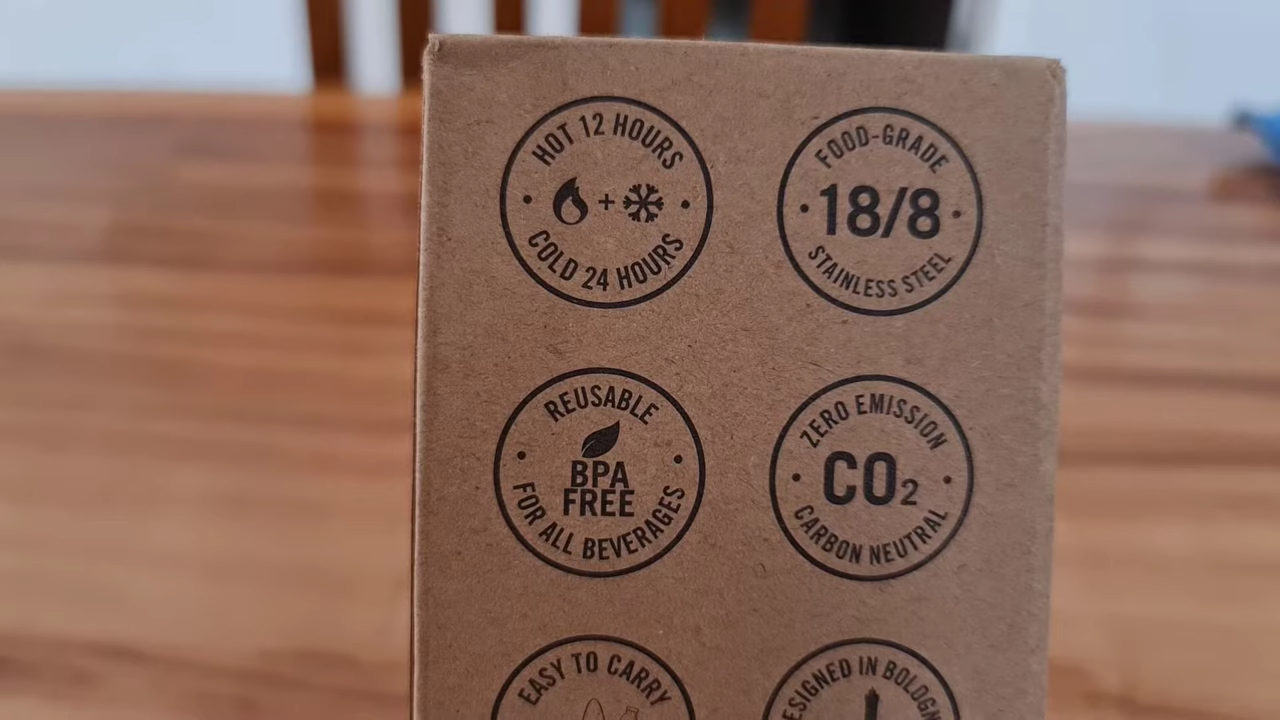 HOT 12 HOURS
+
COLD 24 HOURS
FOOD-GRADE
18/8
STAINLESS STEEL
REUSABLE
BPA
FREE
FOR ALL BEVERAGES
ZERO EMISSION
CO₂
CARBON NEUTRAL
EASY TO CARRY
IN